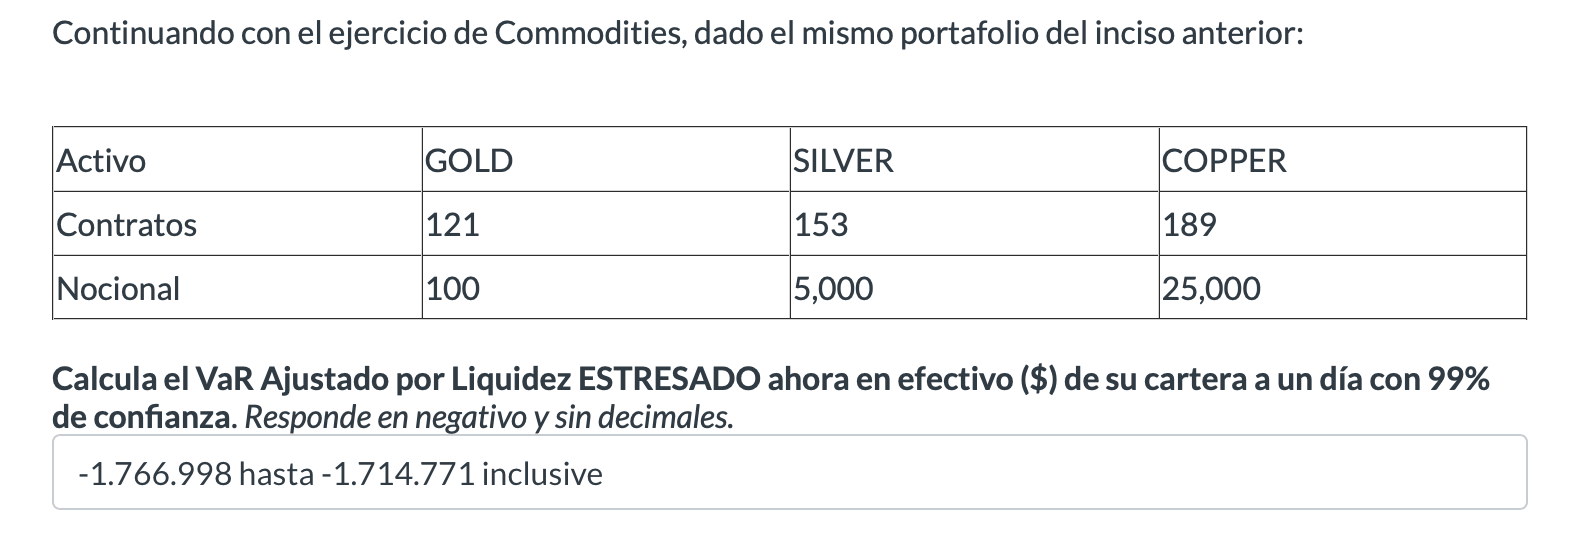 Continuando con el ejercicio de Commodities, dado el mismo portafolio del inciso anterior:
Activo GOLD SILVER COPPER
Contratos 121 153 189
Nocional 100 5,000 25,000
Calcula el VaR Ajustado por Liquidez ESTRESADO ahora en efectivo ($) de su cartera a un día con 99%
de confianza. Responde en negativo y sin decimales.
-1.766.998 hasta -1.714.771 inclusive